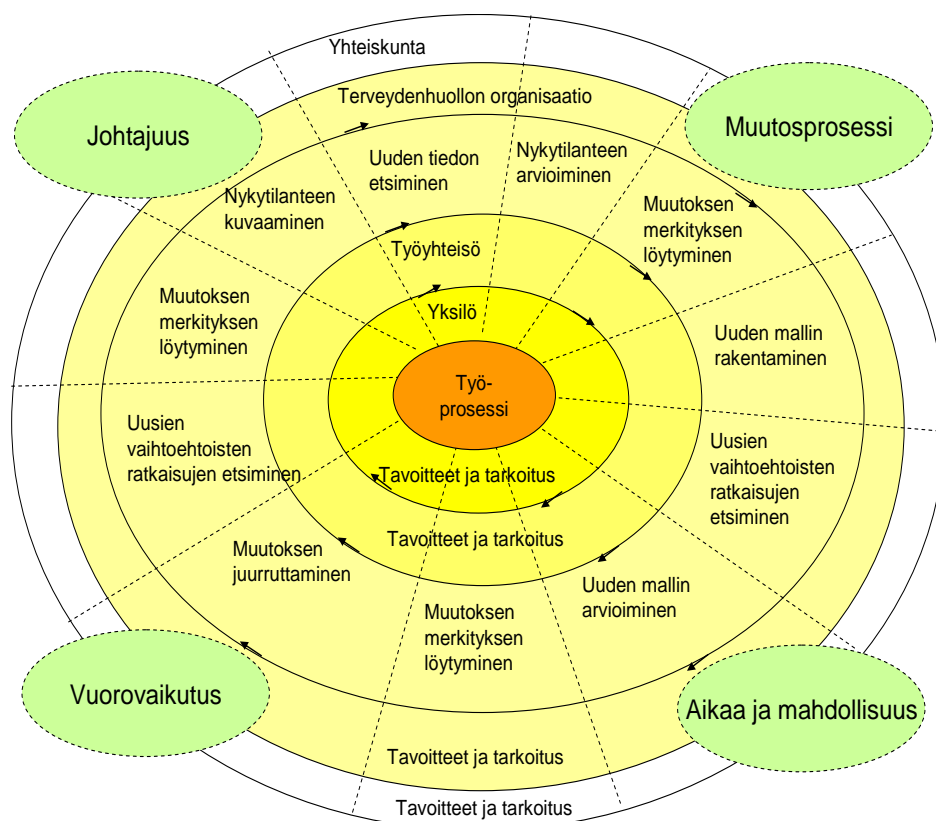 Yhteiskunta
Terveydenhuollon organisaatio
Johtajuus
Muutosprosessi
Uuden tiedon
etsiminen
Nykytilanteen
arvioiminen
Nykytilanteen
kuvaaminen
Muutoksen
merkityksen
löytyminen
Työyhteisö
Muutoksen
merkityksen
löytyminen
Yksilö
Uuden mallin
rakentaminen
Työ-
prosessi
Uusien
vaihtoehtoisten
ratkaisujen etsiminen
Uusien
vaihtoehtoisten
ratkaisujen
etsiminen
Tavoitteet ja tarkoitus
Tavoitteet ja tarkoitus
Muutoksen
juurruttaminen
Uuden mallin
arvioiminen
Muutoksen
merkityksen
löytyminen
Vuorovaikutus
Aikaa ja mahdollisuus
Tavoitteet ja tarkoitus
Tavoitteet ja tarkoitus